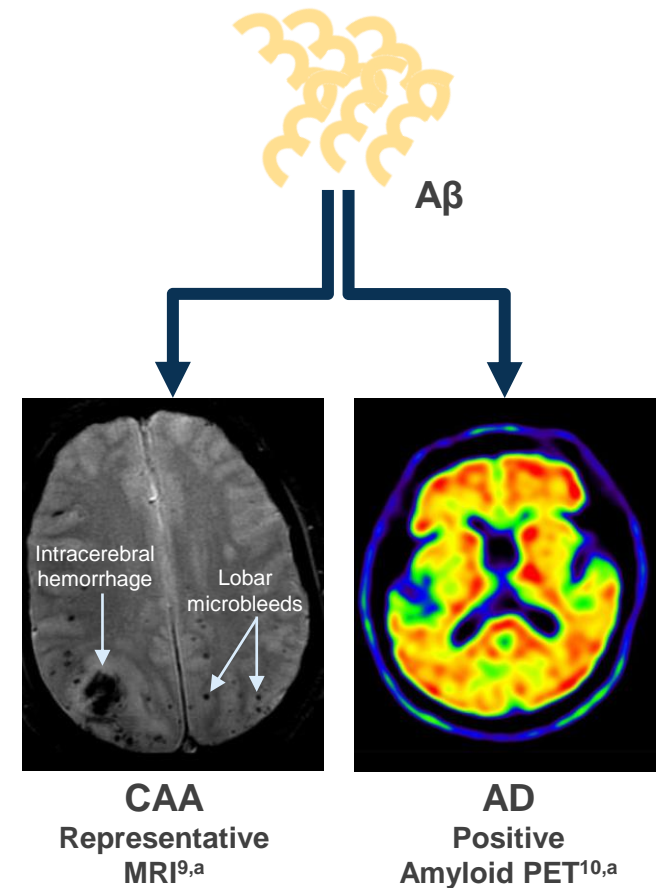 Aβ
Intracerebral
hemorrhage
Lobar
microbleeds
CAA
Representative
MRI9,a
AD
Positive
Amyloid PET10,a